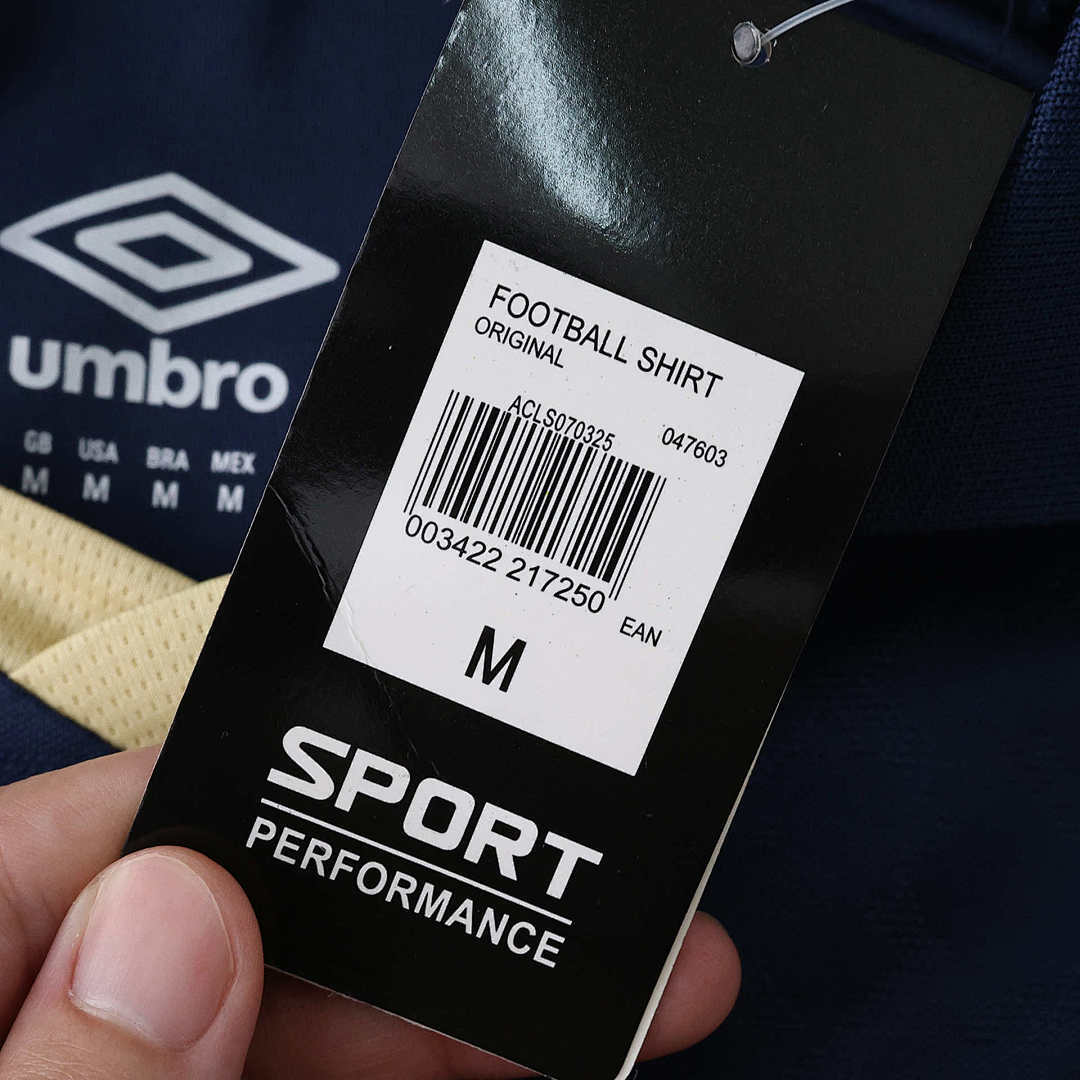 umbro
GB USA BRA MEX
M M M M
FOOTBALL SHIRT
ORIGINAL
ACLS070325 047603
003422 217250
EAN
M
SPORT
PERFORMANCE